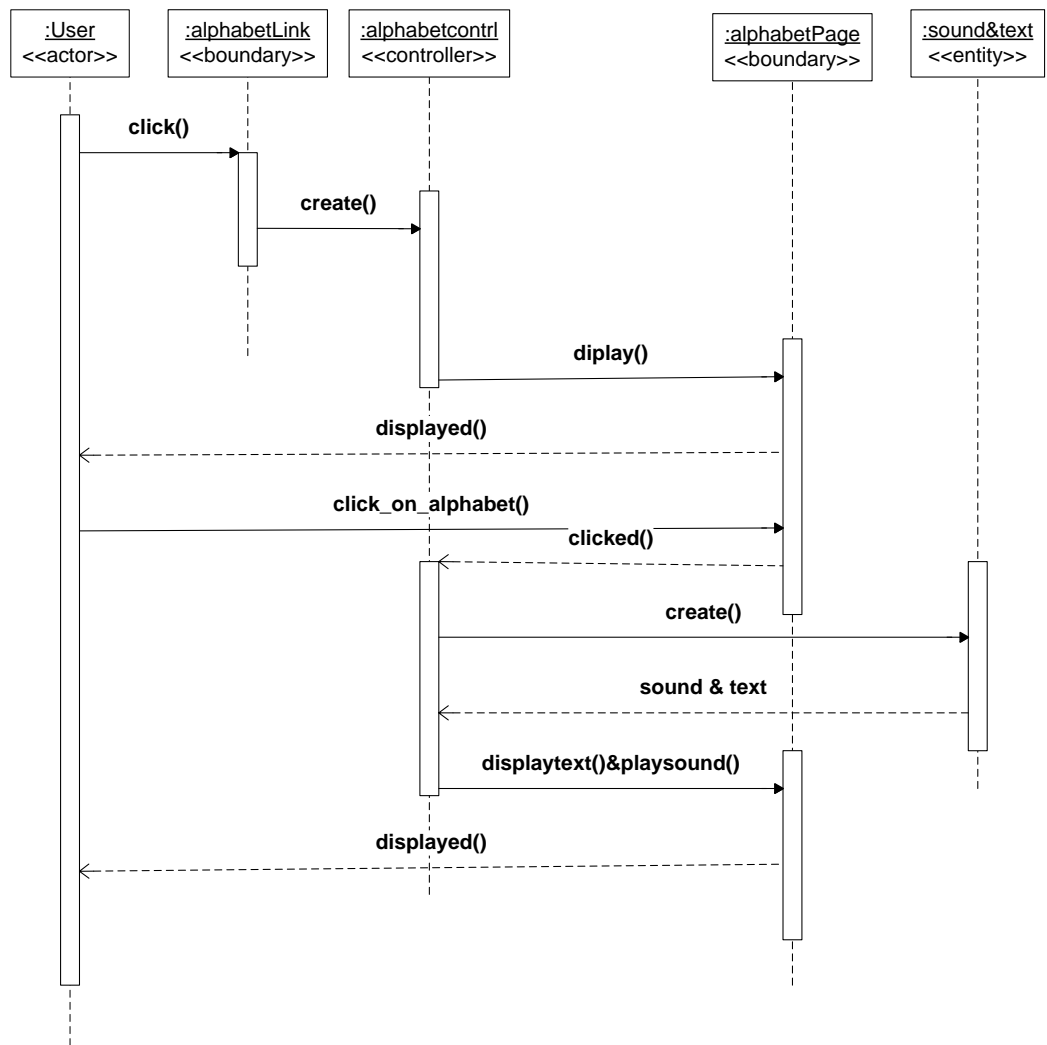 :User
<<actor>>
:alphabetLink
<<boundary>>
:alphabetcontrl
<<controller>>
:alphabetPage
<<boundary>>
:sound&text
<<entity>>
click()
create()
diplay()
displayed()
click_on_alphabet()
clicked()
create()
sound & text
displaytext()&playsound()
displayed()